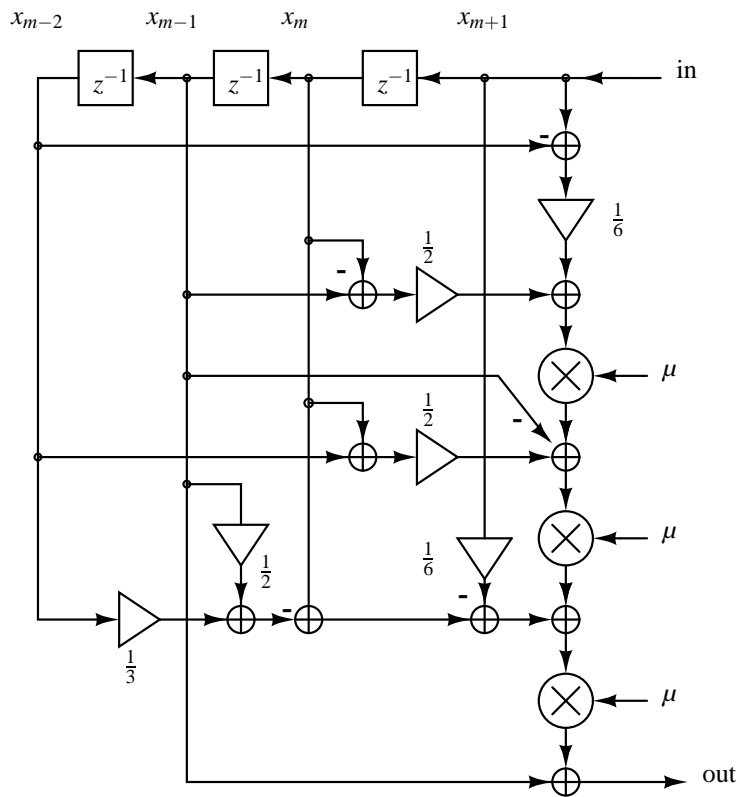 x_{m−2} x_{m−1} x_m x_{m+1}
z^{−1} z^{−1} z^{−1} in
-
1/6
1/2
-
μ
1/2
-
μ
1/2 1/6
- -
1/3
μ
out